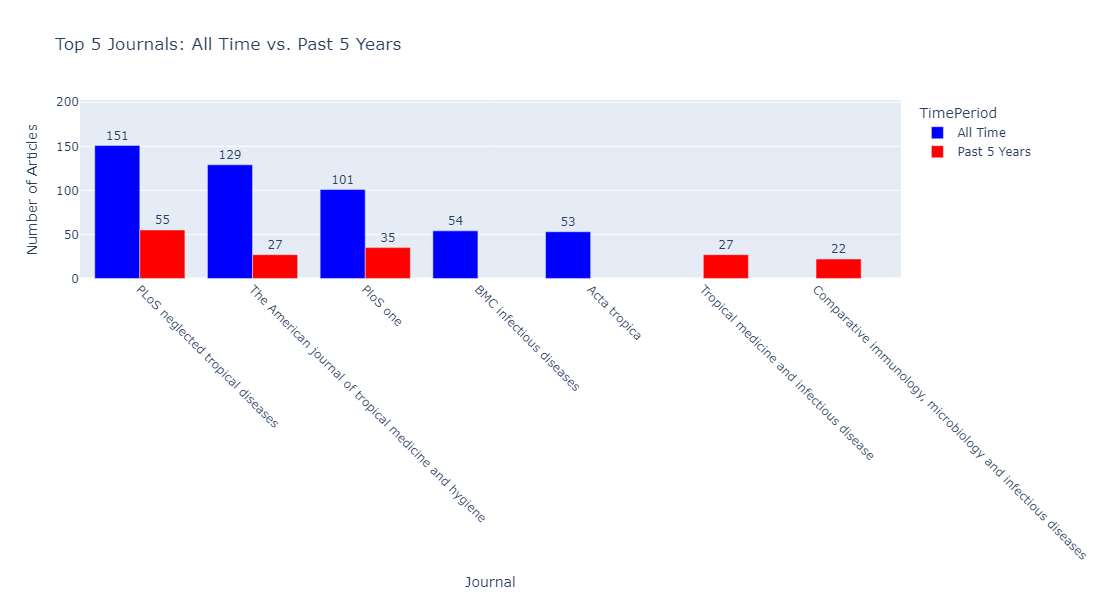 Top 5 Journals: All Time vs. Past 5 Years
Number of Articles
200
150
100
50
0
151
55
129
27
101
35
54
53
27
22
PLoS neglected tropical diseases
The American journal of tropical medicine and hygiene
PloS one
BMC infectious diseases
Acta tropica
Tropical medicine and infectious disease
Comparative immunology, microbiology and infectious diseases
Journal
TimePeriod
All Time
Past 5 Years